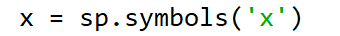 x = sp.symbols('x')